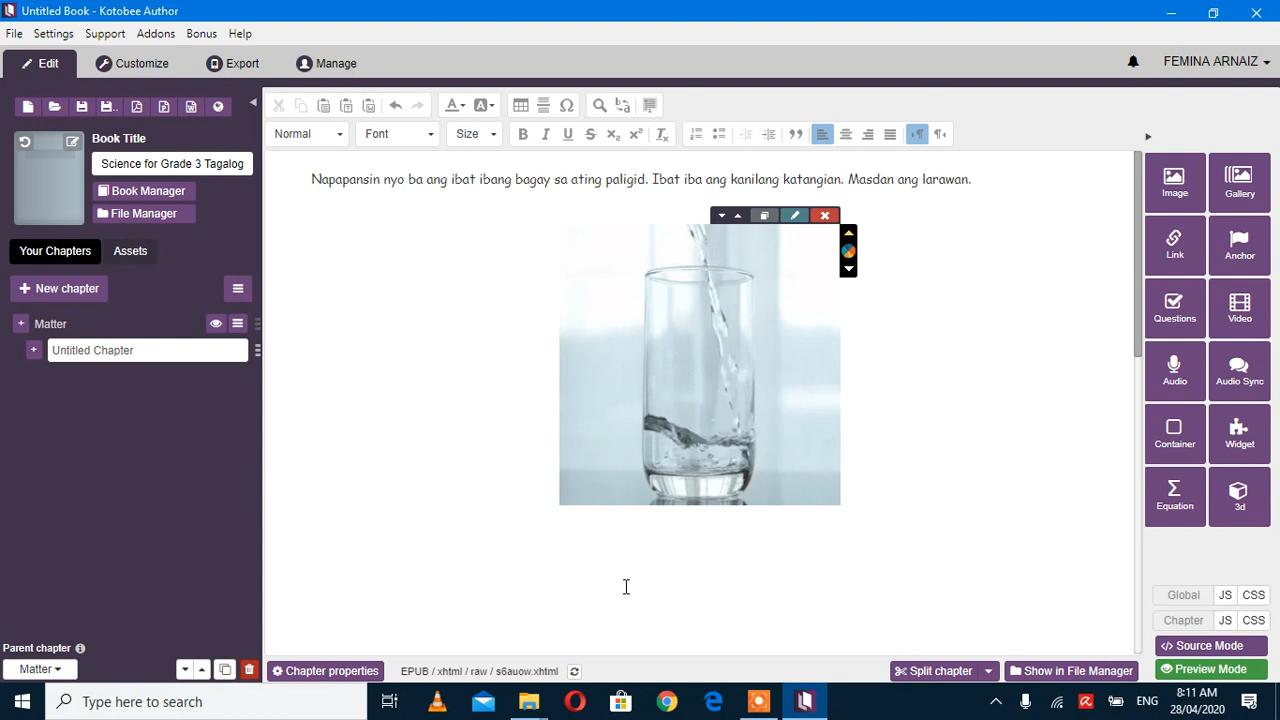 Untitled Book - Kotobee Author
File Settings Support Addons Bonus Help
Edit Customize Export Manage FEMINA ARNAIZ
Book Title
Science for Grade 3 Tagalog
Book Manager
File Manager
Your Chapters Assets
New chapter
Matter
Untitled Chapter
Parent chapter
Matter
Normal Font Size B I U S x₂ x² Tx
Napapansin nyo ba ang ibat ibang bagay sa ating paligid. Ibat iba ang kanilang katangian. Masdan ang larawan.
Image Gallery
Link Anchor
Questions Video
Audio Audio Sync
Container Widget
Equation 3d
Global JS CSS
Chapter JS CSS
Source Mode
Preview Mode
Chapter properties EPUB / xhtml / raw / s6auow.xhtml Split chapter Show in File Manager
Type here to search
ENG
8:11 AM
28/04/2020